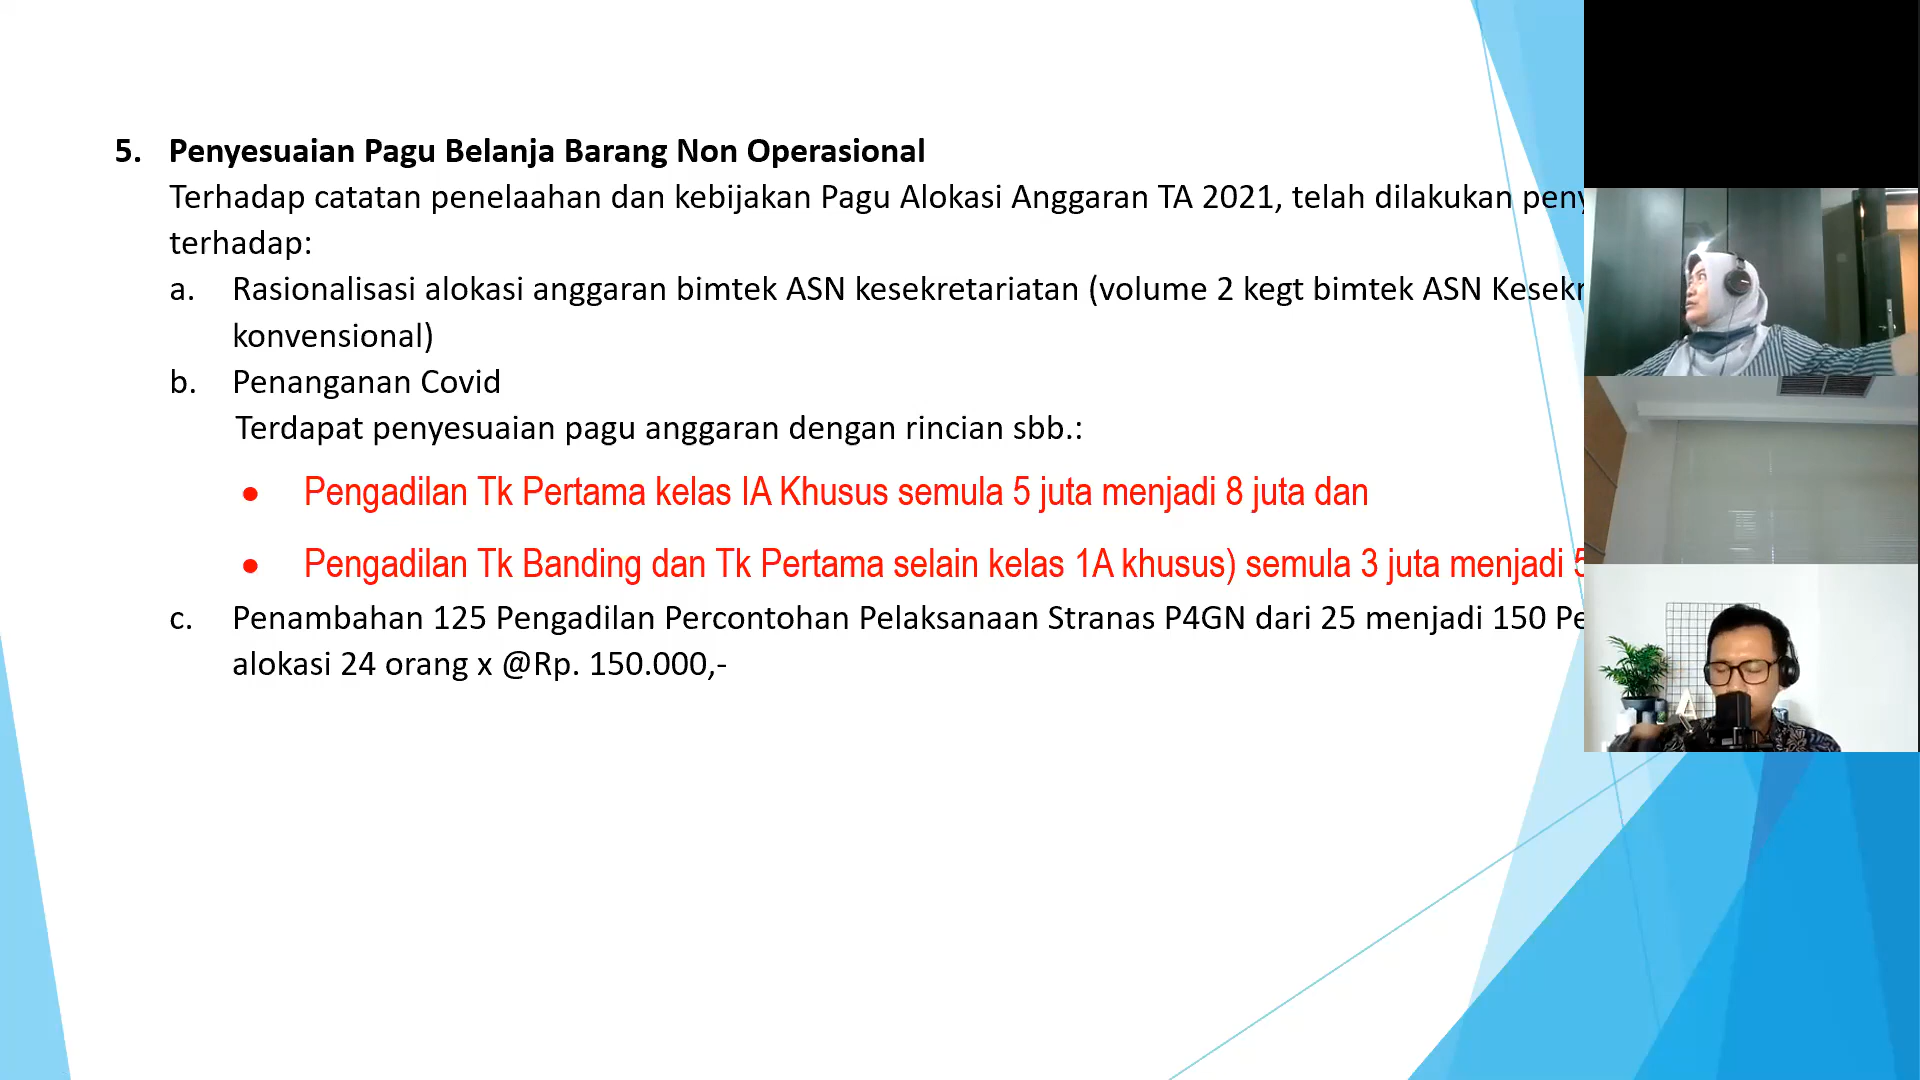 5. Penyesuaian Pagu Belanja Barang Non Operasional
Terhadap catatan penelaahan dan kebijakan Pagu Alokasi Anggaran TA 2021, telah dilakukan
terhadap:
a. Rasionalisasi alokasi anggaran bimtek ASN kesekretariatan (volume 2 kegt bimtek ASN
konvensional)
b. Penanganan Covid
Terdapat penyesuaian pagu anggaran dengan rincian sbb.:
• Pengadilan Tk Pertama kelas IA Khusus semula 5 juta menjadi 8 juta dan
• Pengadilan Tk Banding dan Tk Pertama selain kelas 1A khusus) semula 3 juta menjadi
c. Penambahan 125 Pengadilan Percontohan Pelaksanaan Stranas P4GN dari 25 menjadi 150
alokasi 24 orang x @Rp. 150.000,-